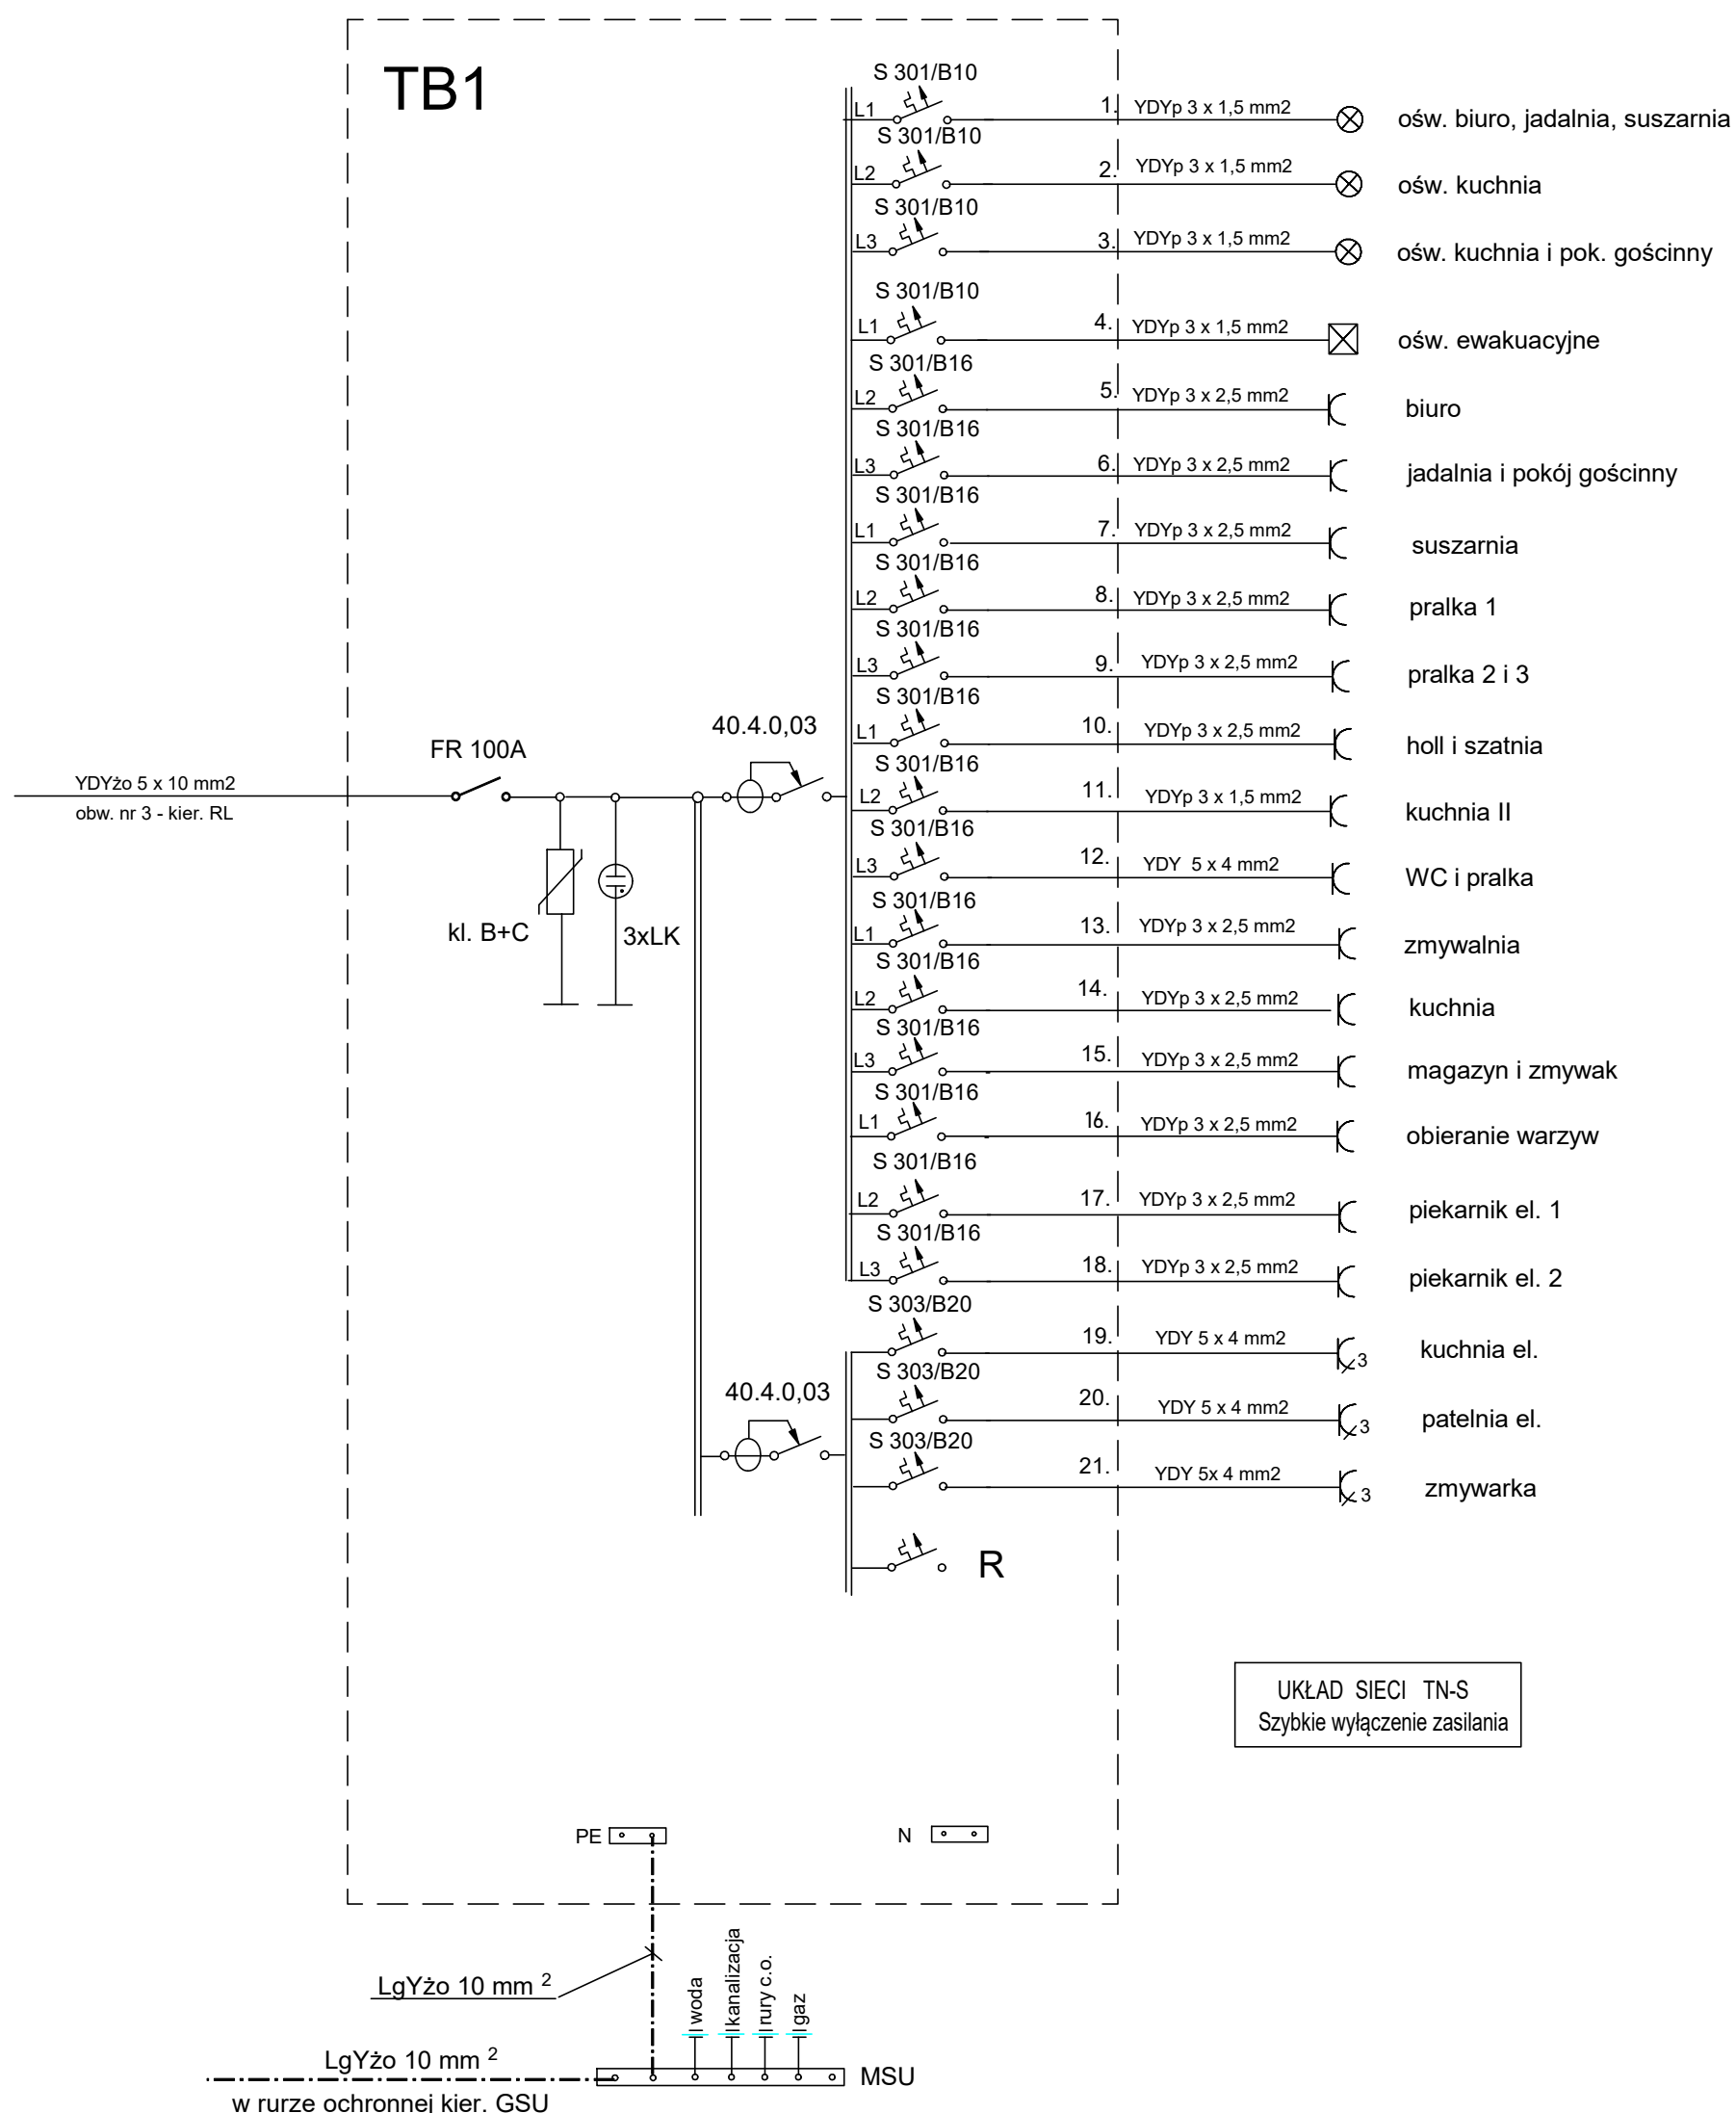 TB1
S 301/B10
L1
1.
YDYp 3 x 1,5 mm2
ośw. biuro, jadalnia, suszarnia
S 301/B10
L2
2.
YDYp 3 x 1,5 mm2
ośw. kuchnia
S 301/B10
L3
3.
YDYp 3 x 1,5 mm2
ośw. kuchnia i pok. gościnny
S 301/B10
L1
4.
YDYp 3 x 1,5 mm2
ośw. ewakuacyjne
S 301/B16
L2
5.
YDYp 3 x 2,5 mm2
biuro
S 301/B16
L3
6.
YDYp 3 x 2,5 mm2
jadalnia i pokój gościnny
S 301/B16
L1
7.
YDYp 3 x 2,5 mm2
suszarnia
S 301/B16
L2
8.
YDYp 3 x 2,5 mm2
pralka 1
S 301/B16
L3
9.
YDYp 3 x 2,5 mm2
pralka 2 i 3
S 301/B16
L1
10.
YDYp 3 x 2,5 mm2
holl i szatnia
S 301/B16
L2
11.
YDYp 3 x 1,5 mm2
kuchnia II
S 301/B16
L3
12.
YDY 5 x 4 mm2
WC i pralka
S 301/B16
L1
13.
YDYp 3 x 2,5 mm2
zmywalnia
S 301/B16
L2
14.
YDYp 3 x 2,5 mm2
kuchnia
S 301/B16
L3
15.
YDYp 3 x 2,5 mm2
magazyn i zmywak
S 301/B16
L1
16.
YDYp 3 x 2,5 mm2
obieranie warzyw
S 301/B16
L2
17.
YDYp 3 x 2,5 mm2
piekarnik el. 1
S 301/B16
L3
18.
YDYp 3 x 2,5 mm2
piekarnik el. 2
S 303/B20
19.
YDY 5 x 4 mm2
3
kuchnia el.
S 303/B20
20.
YDY 5 x 4 mm2
3
patelnia el.
S 303/B20
21.
YDY 5x 4 mm2
3
zmywarka
R
40.4.0,03
FR 100A
YDYżo 5 x 10 mm2
obw. nr 3 - kier. RL
kl. B+C
3xLK
40.4.0,03
UKŁAD SIECI TN-S
Szybkie wyłączenie zasilania
PE
N
LgYżo 10 mm 2
woda
kanalizacja
rury c.o.
gaz
LgYżo 10 mm 2
MSU
w rurze ochronnej kier. GSU